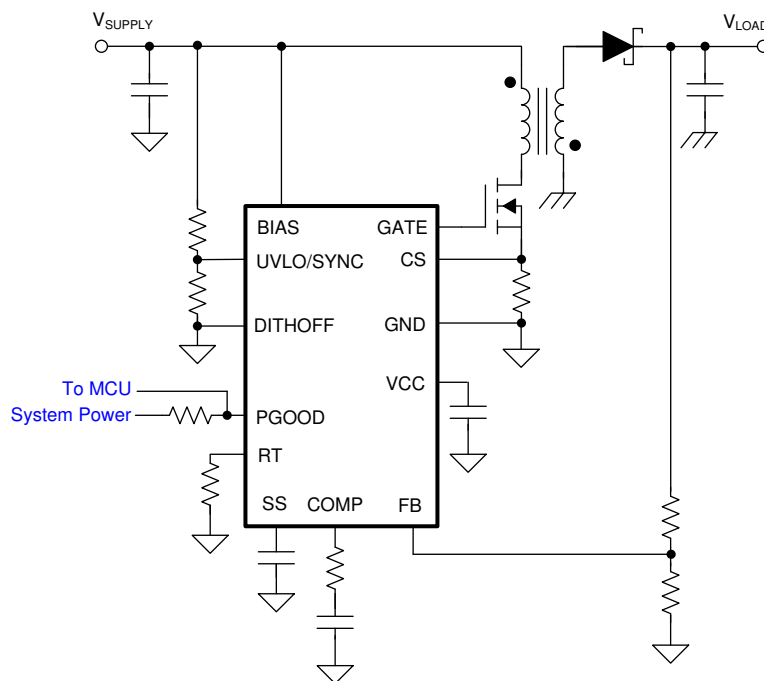 VSUPPLY
VLOAD
BIAS
GATE
UVLO/SYNC
CS
DITHOFF
GND
VCC
To MCU
System Power
PGOOD
RT
SS
COMP
FB